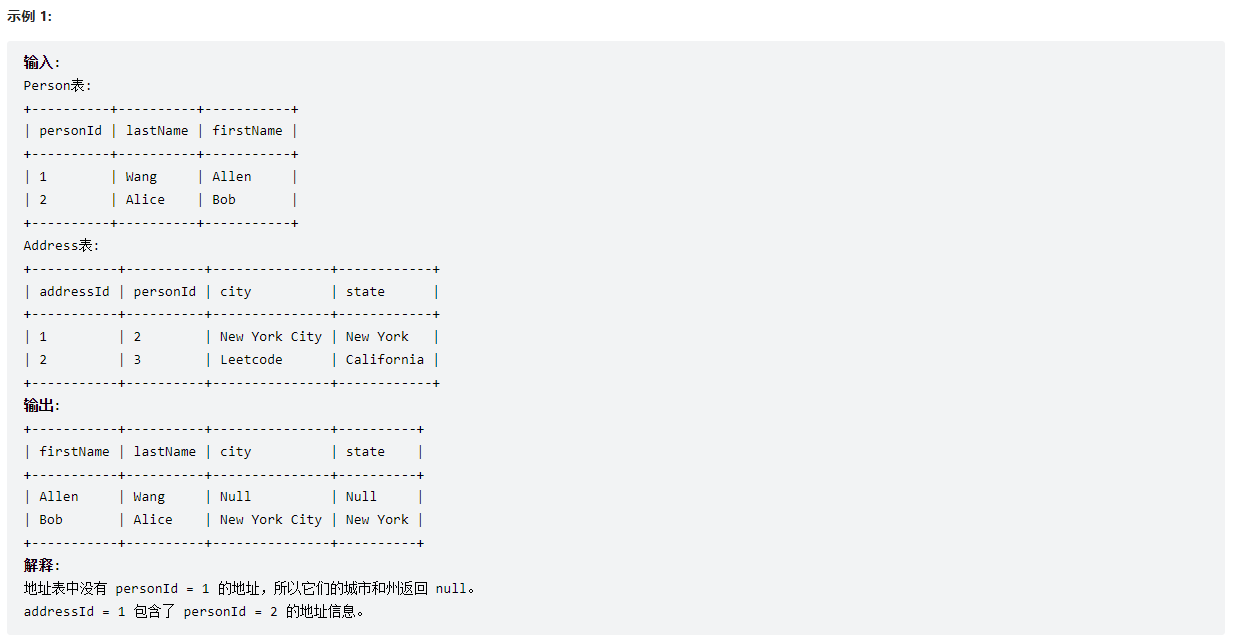 示例 1:
输入:
Person表:
+----------+----------+-----------+
| personId | lastName | firstName |
+----------+----------+-----------+
| 1        | Wang     | Allen     |
| 2        | Alice    | Bob       |
+----------+----------+-----------+
Address表:
+-----------+----------+---------------+------------+
| addressId | personId | city          | state      |
+-----------+----------+---------------+------------+
| 1         | 2        | New York City | New York   |
| 2         | 3        | Leetcode      | California |
+-----------+----------+---------------+------------+
输出:
+-----------+----------+---------------+----------+
| firstName | lastName | city          | state    |
+-----------+----------+---------------+----------+
| Allen     | Wang     | Null          | Null     |
| Bob       | Alice    | New York City | New York |
+-----------+----------+---------------+----------+
解释:
地址表中没有 personId = 1 的地址，所以它们的城市和州返回 null。
addressId = 1 包含了 personId = 2 的地址信息。